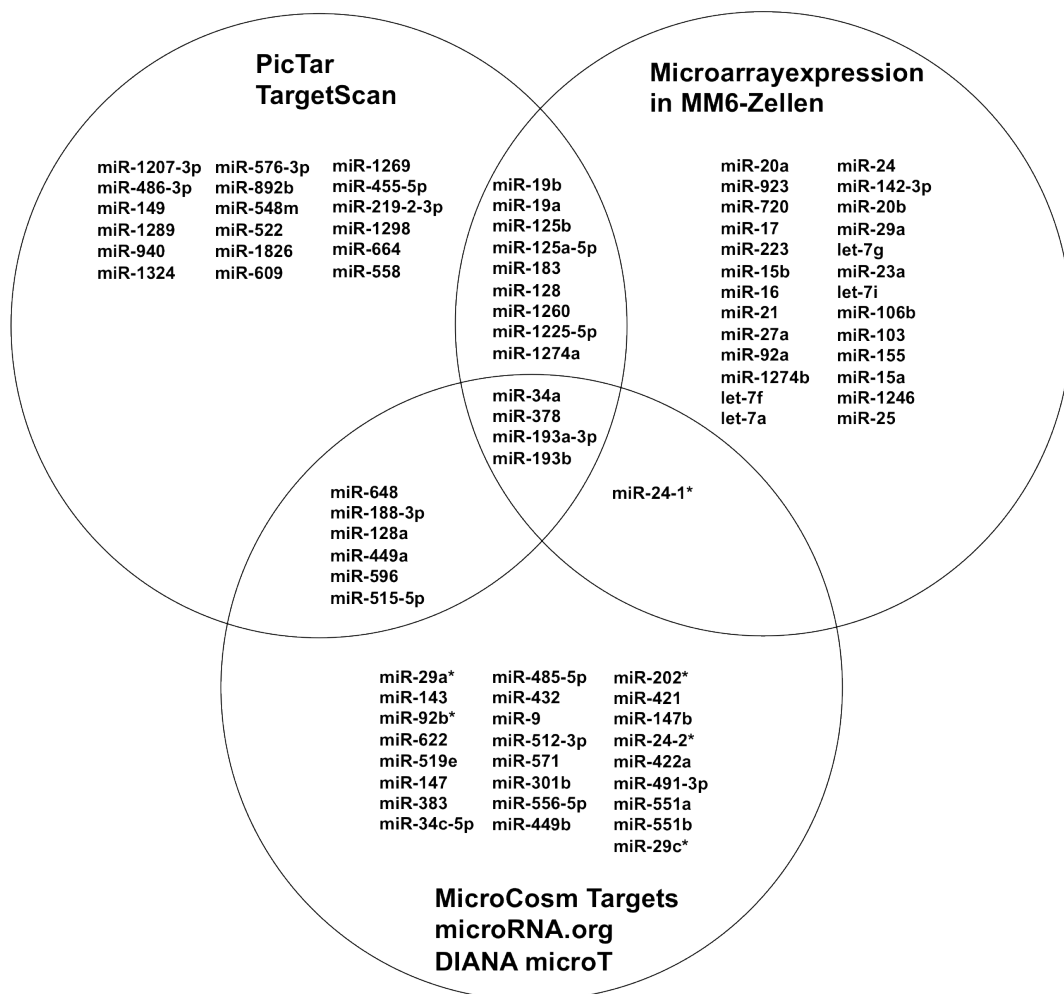 PicTar
TargetScan
Microarrayexpression
in MM6-Zellen
miR-1207-3p miR-576-3p miR-1269
miR-486-3p miR-892b miR-455-5p
miR-149 miR-548m miR-219-2-3p
miR-1289 miR-522 miR-1298
miR-940 miR-1826 miR-664
miR-1324 miR-609 miR-558
miR-19b
miR-19a
miR-125b
miR-125a-5p
miR-183
miR-128
miR-1260
miR-1225-5p
miR-1274a
miR-20a miR-24
miR-923 miR-142-3p
miR-720 miR-20b
miR-17 miR-29a
miR-223 let-7g
miR-15b miR-23a
miR-16 let-7i
miR-21 miR-106b
miR-27a miR-103
miR-92a miR-155
miR-1274b miR-15a
let-7f miR-1246
let-7a miR-25
miR-34a
miR-378
miR-193a-3p
miR-193b
miR-648
miR-188-3p
miR-128a
miR-449a
miR-596
miR-515-5p
miR-24-1*
miR-29a* miR-485-5p miR-202*
miR-143 miR-432 miR-421
miR-92b* miR-9 miR-147b
miR-622 miR-512-3p miR-24-2*
miR-519e miR-571 miR-422a
miR-147 miR-301b miR-491-3p
miR-383 miR-556-5p miR-551a
miR-34c-5p miR-449b miR-551b
miR-29c*
MicroCosm Targets
microRNA.org
DIANA microT